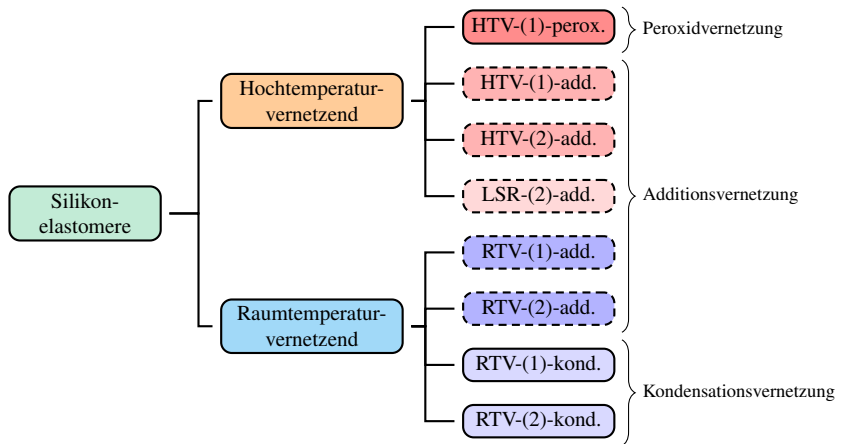 Silikon-
elastomere
Hochtemperatur-
vernetzend
Raumtemperatur-
vernetzend
HTV-(1)-perox.
HTV-(1)-add.
HTV-(2)-add.
LSR-(2)-add.
RTV-(1)-add.
RTV-(2)-add.
RTV-(1)-kond.
RTV-(2)-kond.
Peroxidvernetzung
Additionsvernetzung
Kondensationsvernetzung